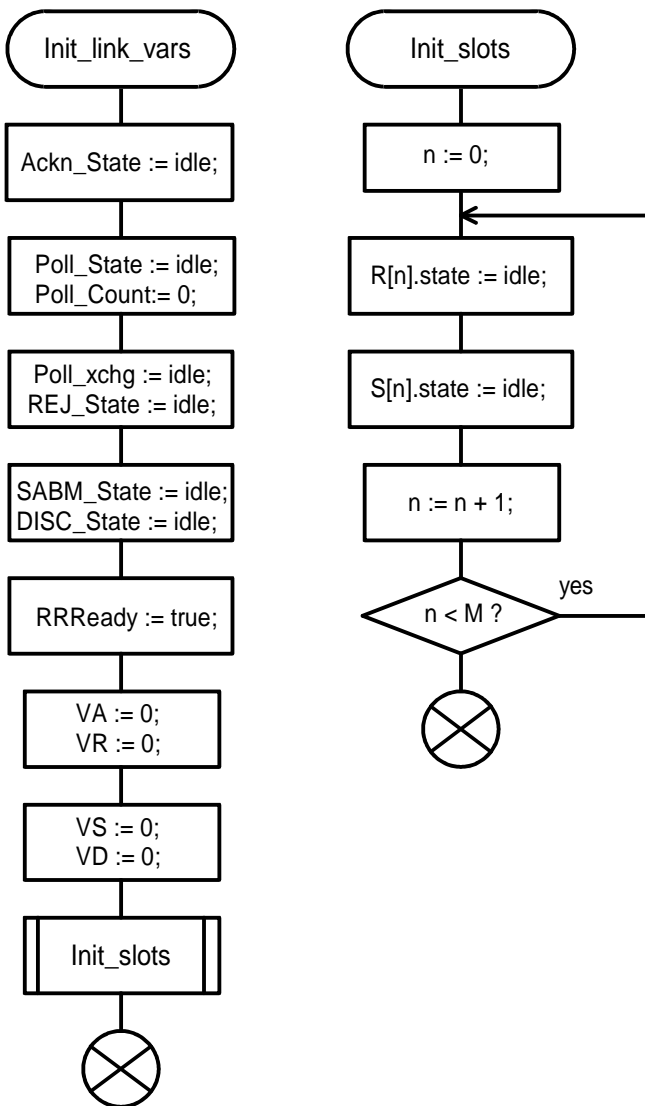 Init_link_vars
Ackn_State := idle;
Poll_State := idle;
Poll_Count:= 0;
Poll_xchg := idle;
REJ_State := idle;
SABM_State := idle;
DISC_State := idle;
RRReady := true;
VA := 0;
VR := 0;
VS := 0;
VD := 0;
Init_slots
Init_slots
n := 0;
R[n].state := idle;
S[n].state := idle;
n := n + 1;
n < M ?
yes